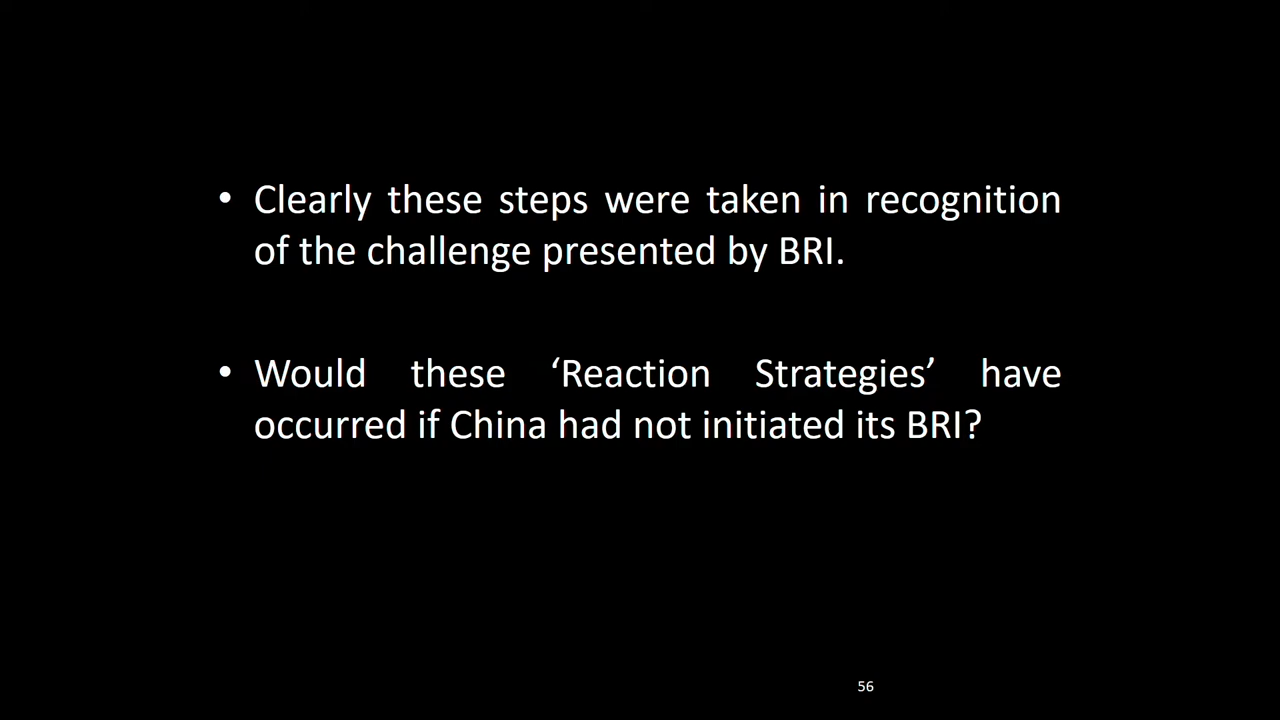 • Clearly these steps were taken in recognition
of the challenge presented by BRI.
• Would these ‘Reaction Strategies’ have
occurred if China had not initiated its BRI?
56